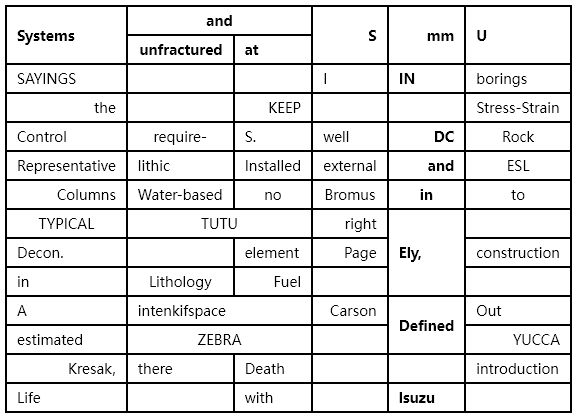 Systems and S mm U
unfractured at
SAYINGS I IN borings
the KEEP Stress-Strain
Control require- S. well DC Rock
Representative lithic Installed external and ESL
Columns Water-based no Bromus in to
TYPICAL TUTU right Ely,
Decon. element Page construction
in Lithology Fuel
A intenkifspace Carson Defined Out
estimated ZEBRA YUCCA
Kresak, there Death introduction
Life with Isuzu